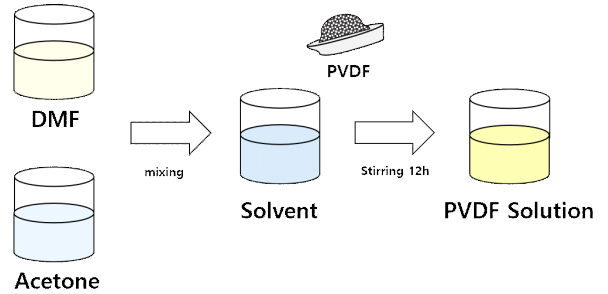 PVDF
DMF
mixing
Stirring 12h
Solvent
PVDF Solution
Acetone